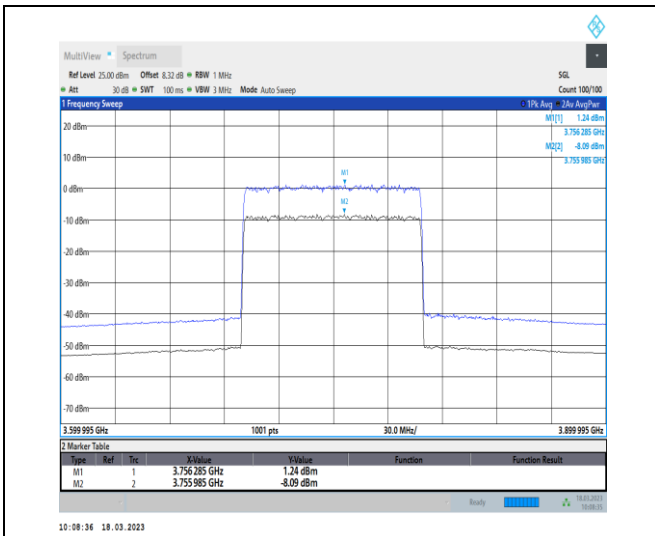 MultiView Spectrum
Ref Level 25.00 dBm Offset 8.32 dB RBW 1 MHz SGL
Att 30 dB SWT 100 ms VBW 3 MHz Mode Auto Sweep Count 100/100
1 Frequency Sweep 1Pk Avg 2Av AvgPwr
M1[1] 1.24 dBm
3.756 285 GHz
M2[2] -8.09 dBm
3.755 985 GHz
20 dBm
10 dBm
0 dBm
M1
M2
-10 dBm
-20 dBm
-30 dBm
-40 dBm
-50 dBm
-60 dBm
-70 dBm
3.599 995 GHz 1001 pts 30.0 MHz/ 3.899 995 GHz
2 Marker Table
Type Ref Trc X-Value Y-Value Function Function Result
M1 1 3.756 285 GHz 1.24 dBm
M2 2 3.755 985 GHz -8.09 dBm
Ready 18.03.2023
10:08:35
10:08:36 18.03.2023